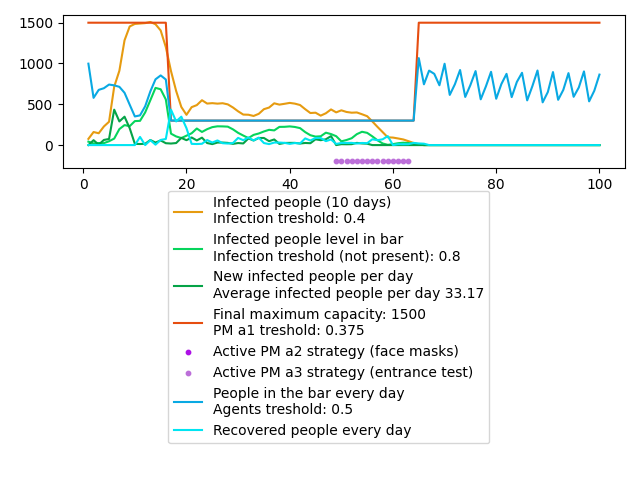 1500
1000
500
0
0
20
40
60
80
100
Infected people (10 days)
Infection treshold: 0.4
Infected people level in bar
Infection treshold (not present): 0.8
New infected people per day
Average infected people per day 33.17
Final maximum capacity: 1500
PM a1 treshold: 0.375
Active PM a2 strategy (face masks)
Active PM a3 strategy (entrance test)
People in the bar every day
Agents treshold: 0.5
Recovered people every day